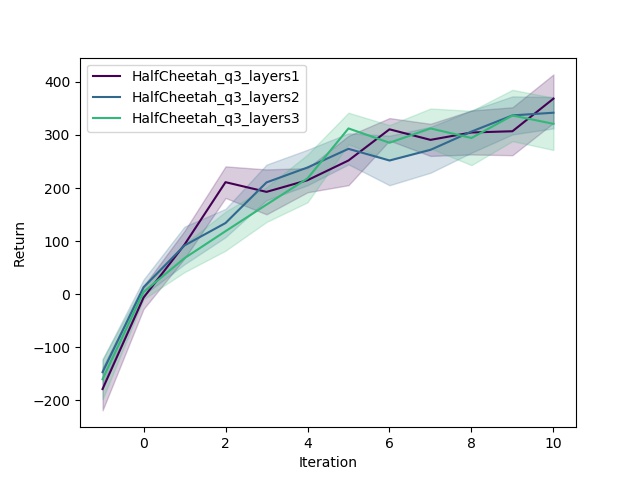 HalfCheetah_q3_layers1
HalfCheetah_q3_layers2
HalfCheetah_q3_layers3
400
300
200
100
0
−100
−200
Return
0 2 4 6 8 10
Iteration